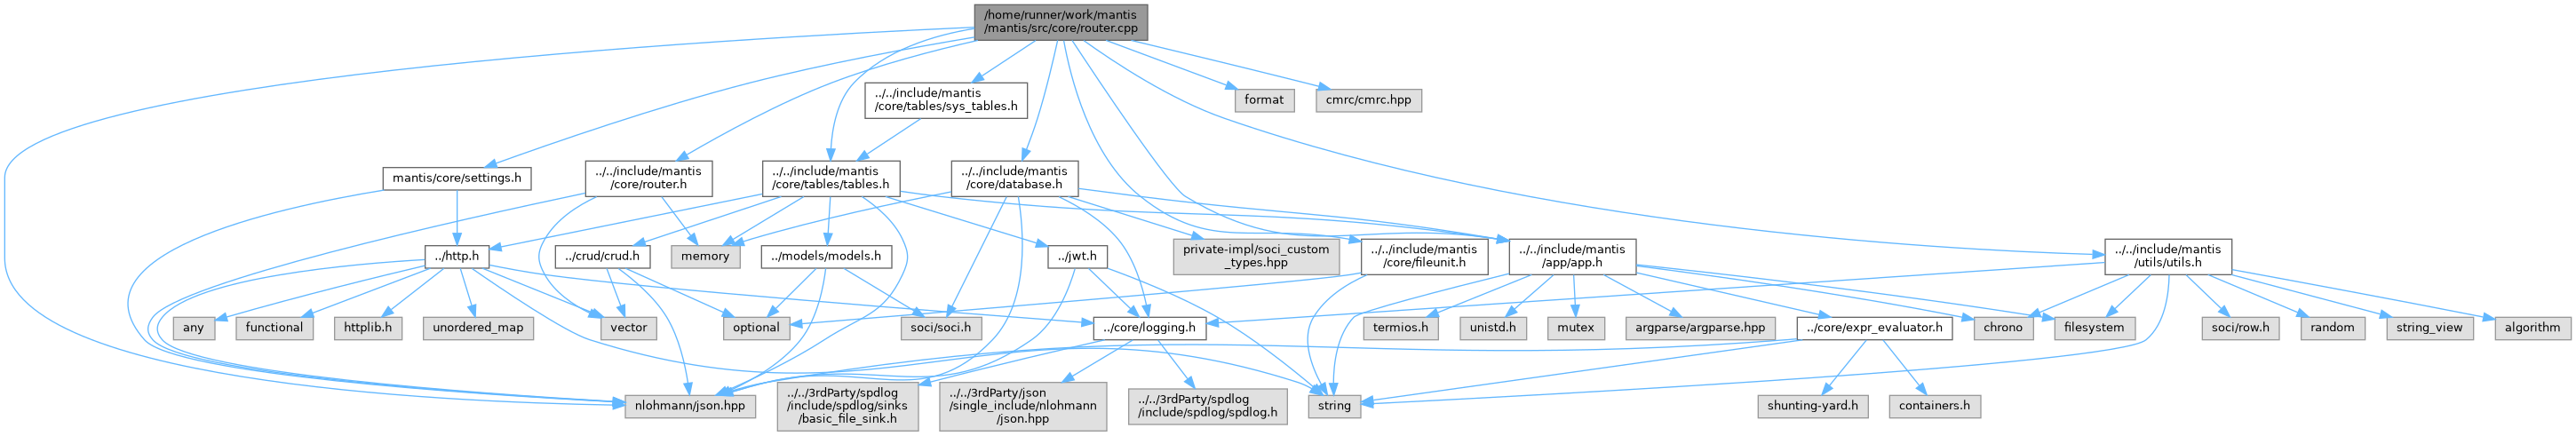 /home/runner/work/mantis
/mantis/src/core/router.cpp
../../include/mantis
/core/tables/sys_tables.h
format
cmrc/cmrc.hpp
mantis/core/settings.h
../../include/mantis
/core/router.h
../../include/mantis
/core/tables/tables.h
../../include/mantis
/core/database.h
../http.h
../crud/crud.h
memory
../models/models.h
../jwt.h
private-impl/soci_custom
_types.hpp
../../include/mantis
/core/fileunit.h
../../include/mantis
/app/app.h
../../include/mantis
/utils/utils.h
any
functional
httplib.h
unordered_map
vector
optional
soci/soci.h
../core/logging.h
termios.h
unistd.h
mutex
argparse/argparse.hpp
../core/expr_evaluator.h
chrono
filesystem
soci/row.h
random
string_view
algorithm
nlohmann/json.hpp
../../3rdParty/spdlog
/include/spdlog/sinks
/basic_file_sink.h
../../3rdParty/json
/single_include/nlohmann
/json.hpp
../../3rdParty/spdlog
/include/spdlog/spdlog.h
string
shunting-yard.h
containers.h